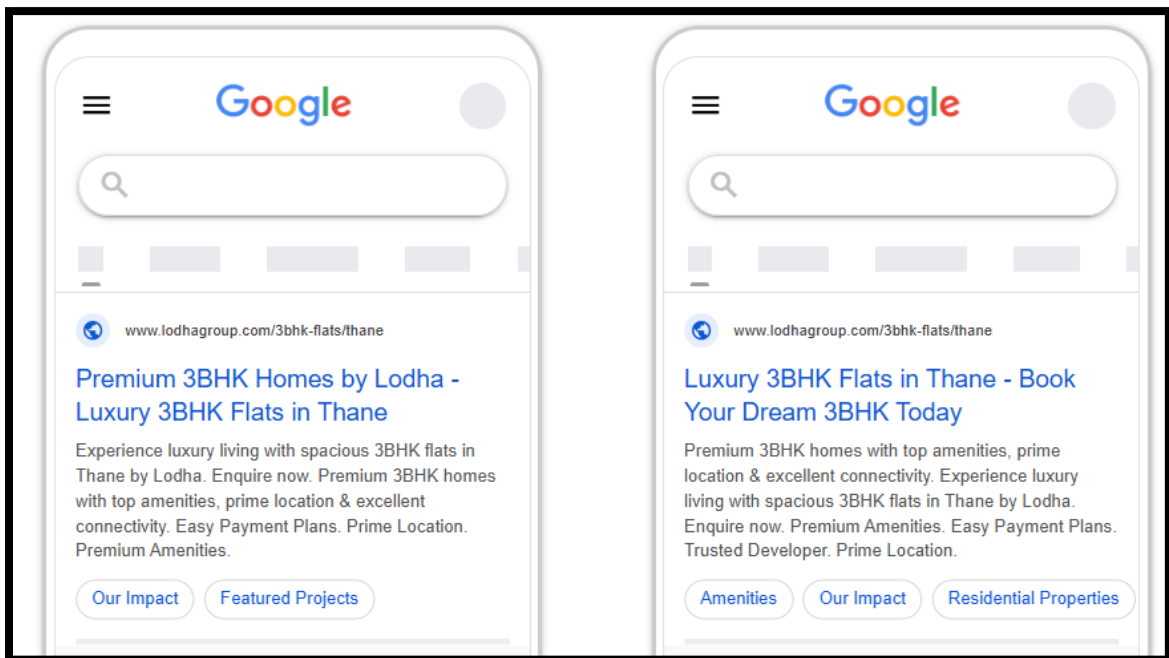 Google
www.lodhagroup.com/3bhk-flats/thane
Premium 3BHK Homes by Lodha -
Luxury 3BHK Flats in Thane
Experience luxury living with spacious 3BHK flats in
Thane by Lodha. Enquire now. Premium 3BHK homes
with top amenities, prime location & excellent
connectivity. Easy Payment Plans. Prime Location.
Premium Amenities.
Our Impact
Featured Projects
Google
www.lodhagroup.com/3bhk-flats/thane
Luxury 3BHK Flats in Thane - Book
Your Dream 3BHK Today
Premium 3BHK homes with top amenities, prime
location & excellent connectivity. Experience luxury
living with spacious 3BHK flats in Thane by Lodha.
Enquire now. Premium Amenities. Easy Payment Plans.
Trusted Developer. Prime Location.
Amenities
Our Impact
Residential Properties